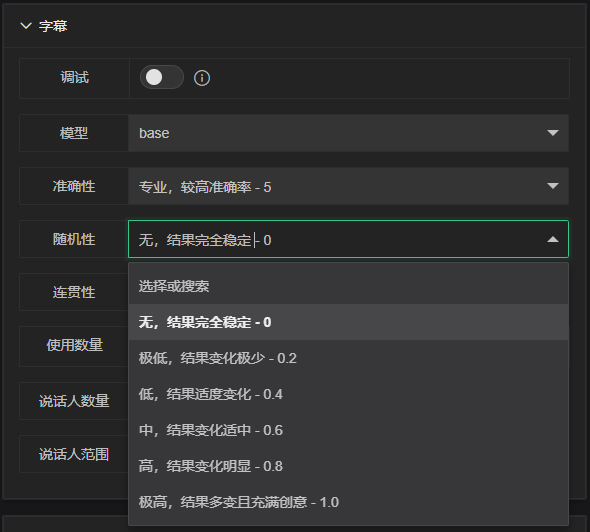 字幕
调试
模型 base
准确性 专业，较高准确率 - 5
随机性 无，结果完全稳定 - 0
连贯性
选择或搜索
无，结果完全稳定 - 0
使用数量
极低，结果变化极少 - 0.2
说话人数量
低，结果适度变化 - 0.4
中，结果变化适中 - 0.6
说话人范围
高，结果变化明显 - 0.8
极高，结果多变且充满创意 - 1.0